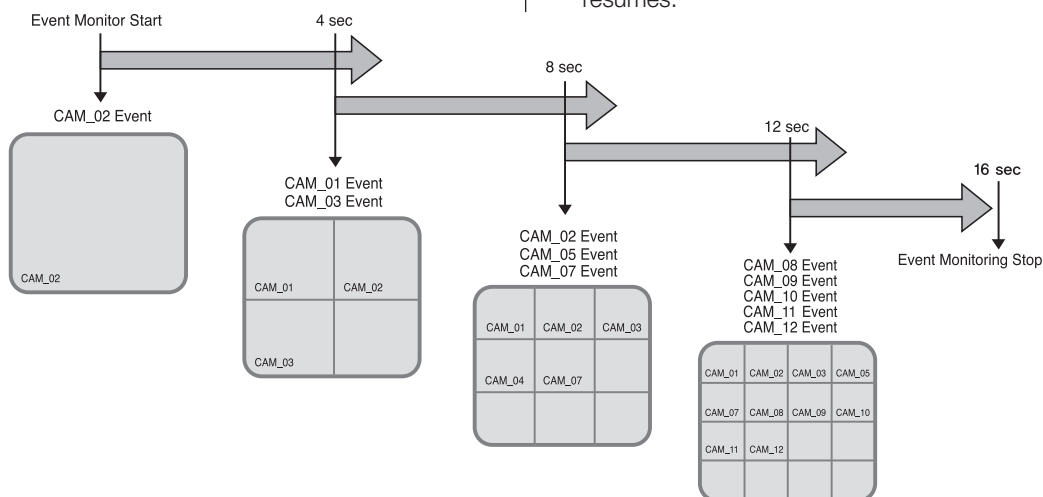 resumes.
Event Monitor Start
4 sec
8 sec
12 sec
16 sec
CAM_02 Event
CAM_02
CAM_01 Event
CAM_03 Event
CAM_01 CAM_02
CAM_03
CAM_02 Event
CAM_05 Event
CAM_07 Event
CAM_01 CAM_02 CAM_03
CAM_04 CAM_07
CAM_08 Event
CAM_09 Event
CAM_10 Event
CAM_11 Event
CAM_12 Event
CAM_01 CAM_02 CAM_03 CAM_05
CAM_07 CAM_08 CAM_09 CAM_10
CAM_11 CAM_12
Event Monitoring Stop